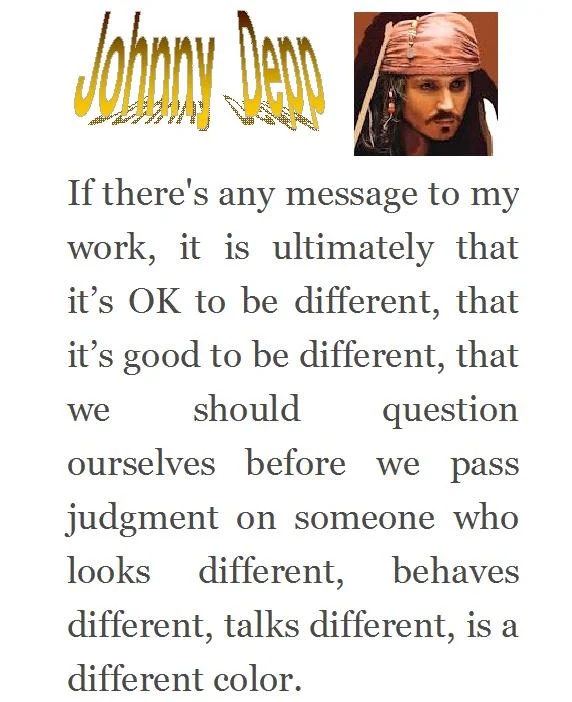 Johnny Depp
If there's any message to my
work, it is ultimately that
it’s OK to be different, that
it’s good to be different, that
we should question
ourselves before we pass
judgment on someone who
looks different, behaves
different, talks different, is a
different color.